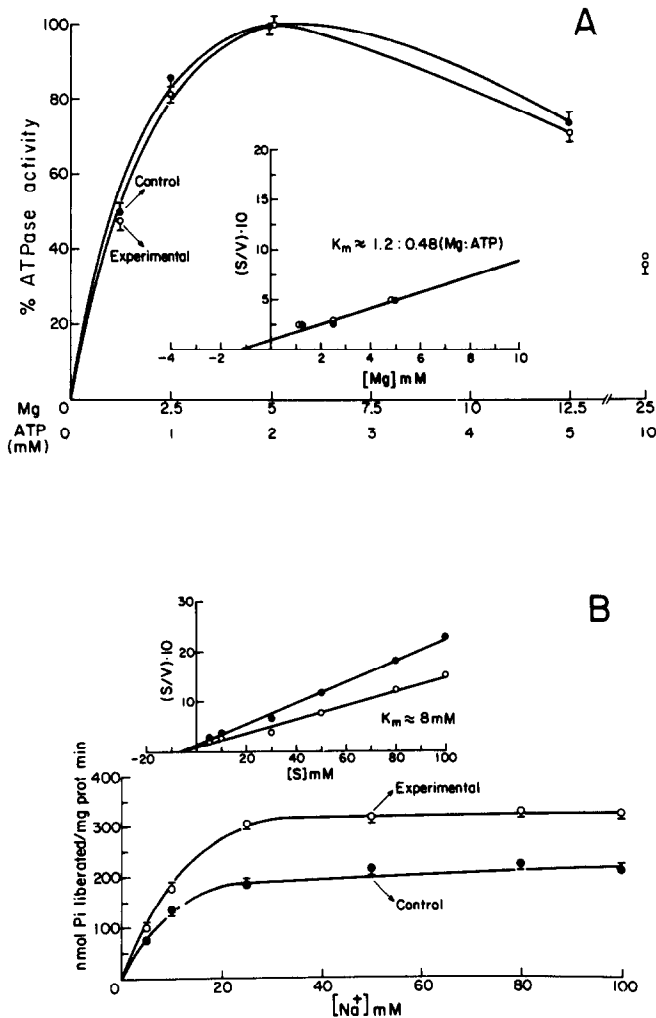 A
100
80
60
40
20
% ATPase activity
Control
Experimental
20
15
10
5
(S/V)·10
Km ≈ 1.2 : 0.48 (Mg:ATP)
-4 -2 2 4 6 8 10
[Mg] mM
Mg 0 2.5 5 7.5 10 12.5 25
ATP 0 1 2 3 4 5 10
(mM)
B
30
20
10
(S/V)·10
Km ≈ 8 mM
-20 0 20 40 60 80 100
[S] mM
400
300
200
100
nmol Pi liberated/mg prot min
Experimental
Control
0 20 40 60 80 100
[Na+] mM